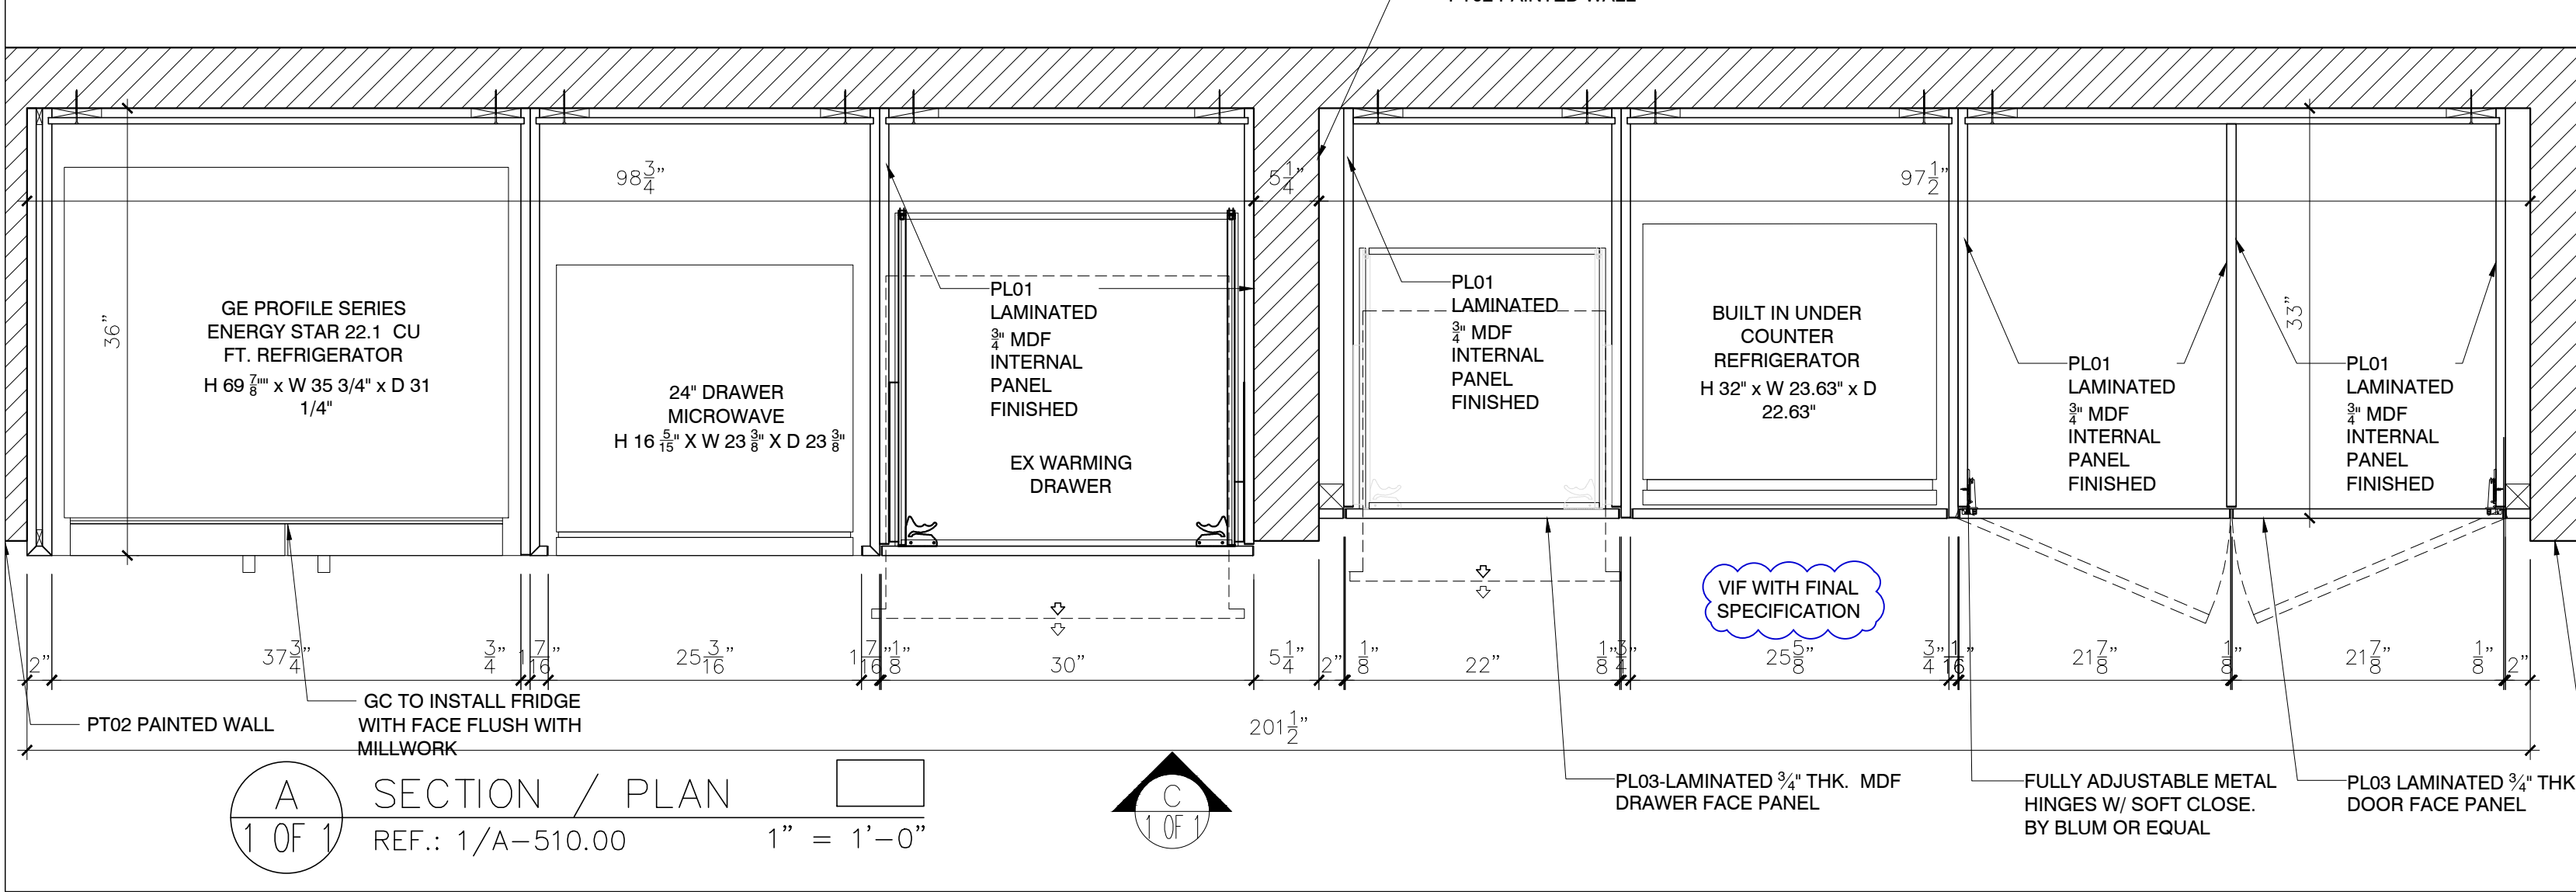 98 3/4"
5 1/4"
97 1/2"
36"
33"
GE PROFILE SERIES
ENERGY STAR 22.1 CU
FT. REFRIGERATOR
H 69 7/8"" x W 35 3/4" x D 31
1/4"
24" DRAWER
MICROWAVE
H 16 5/15" X W 23 3/8" X D 23 3/8"
PL01
LAMINATED
3/4" MDF
INTERNAL
PANEL
FINISHED
EX WARMING
DRAWER
PL01
LAMINATED
3/4" MDF
INTERNAL
PANEL
FINISHED
BUILT IN UNDER
COUNTER
REFRIGERATOR
H 32" x W 23.63" x D
22.63"
PL01
LAMINATED
3/4" MDF
INTERNAL
PANEL
FINISHED
PL01
LAMINATED
3/4" MDF
INTERNAL
PANEL
FINISHED
VIF WITH FINAL
SPECIFICATION
2" 37 3/4" 3/4" 1 7/16" 25 3/16" 1 7/16" 1/8" 30" 5 1/4" 2" 1/8" 22" 1/8" 3/4" 25 5/8" 3/4" 1/16" 21 7/8" 1/8" 21 7/8" 1/8" 2"
201 1/2"
PT02 PAINTED WALL
GC TO INSTALL FRIDGE
WITH FACE FLUSH WITH
MILLWORK
PL03-LAMINATED 3/4" THK. MDF
DRAWER FACE PANEL
FULLY ADJUSTABLE METAL
HINGES W/ SOFT CLOSE.
BY BLUM OR EQUAL
PL03 LAMINATED 3/4" THK
DOOR FACE PANEL
A
1 OF 1
SECTION / PLAN
REF.: 1/A-510.00
1" = 1'-0"
C
1 OF 1